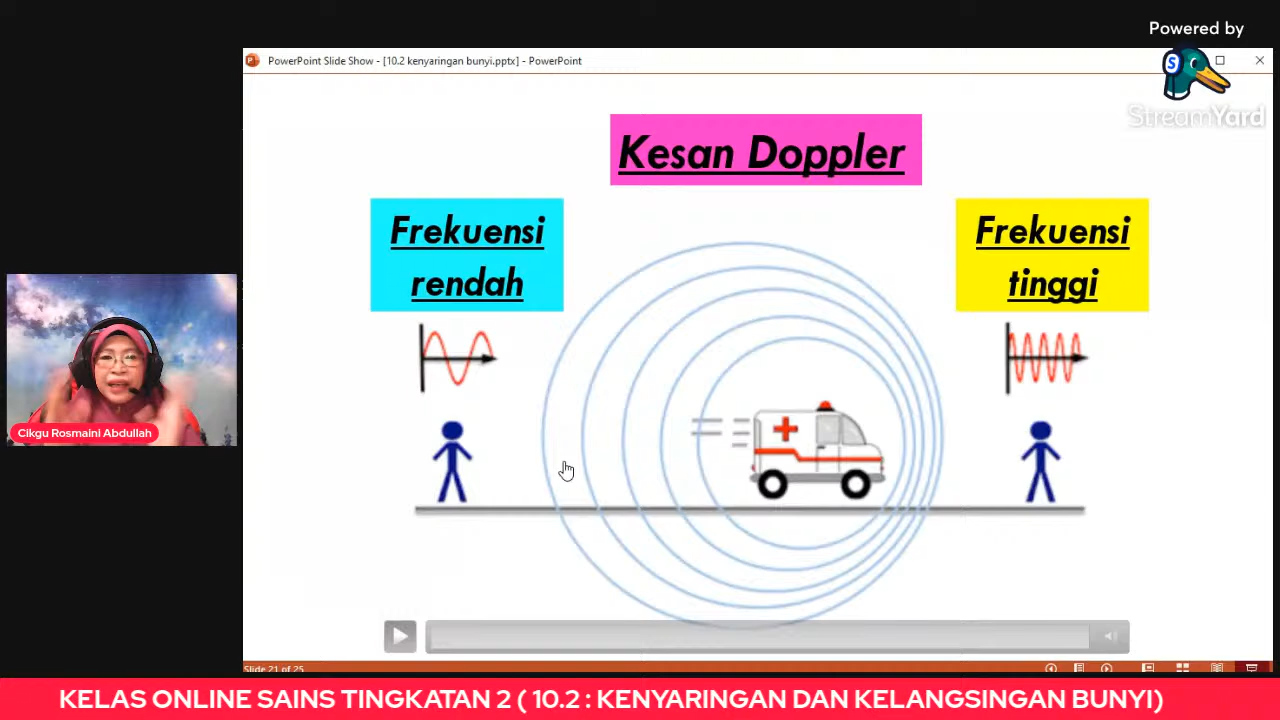 Powered by
StreamYard
PowerPoint Slide Show - [10.2 kenyaringan bunyi.pptx] - PowerPoint
Kesan Doppler
Frekuensi
rendah
Frekuensi
tinggi
Cikgu Rosmaini Abdullah
Slide 21 of 25
KELAS ONLINE SAINS TINGKATAN 2 ( 10.2 : KENYARINGAN DAN KELANGSINGAN BUNYI)